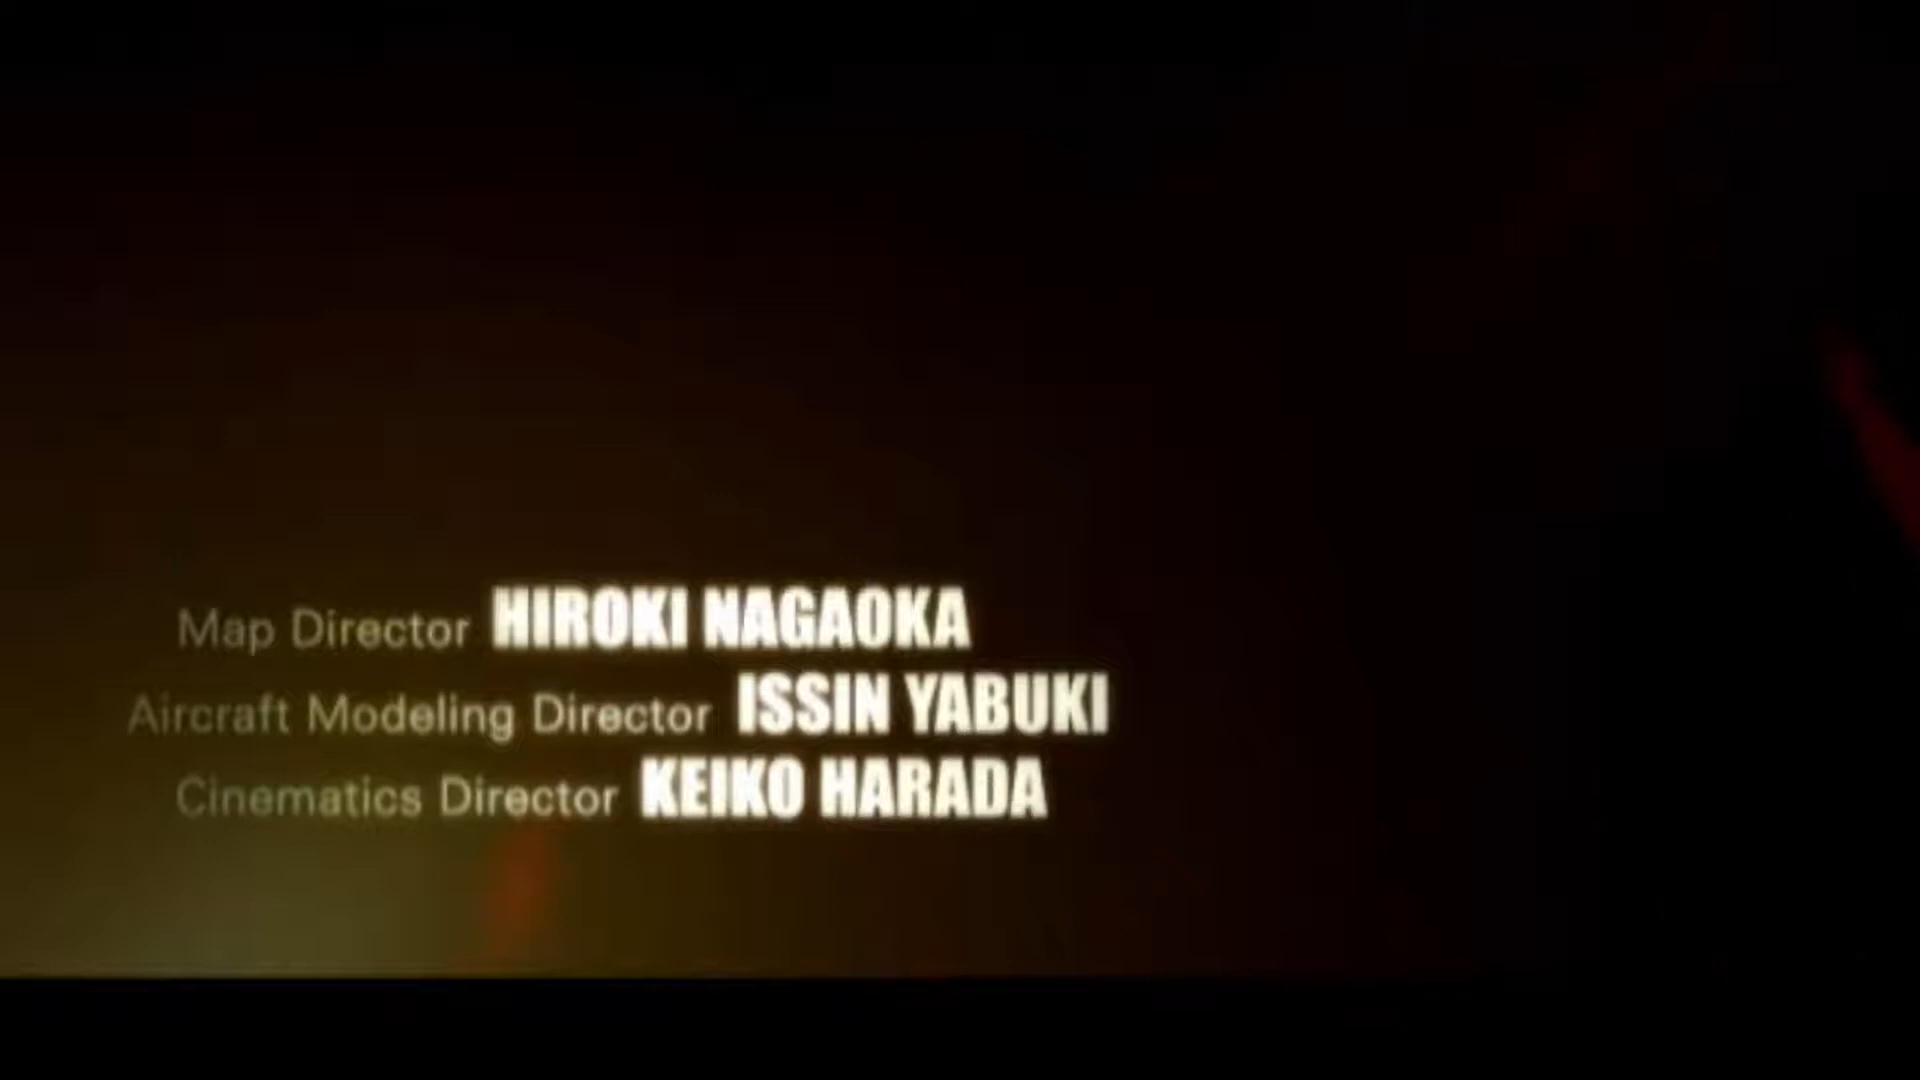 Map Director HIROKI NAGAOKA
Aircraft Modeling Director ISSIN YABUKI
Cinematics Director KEIKO HARADA